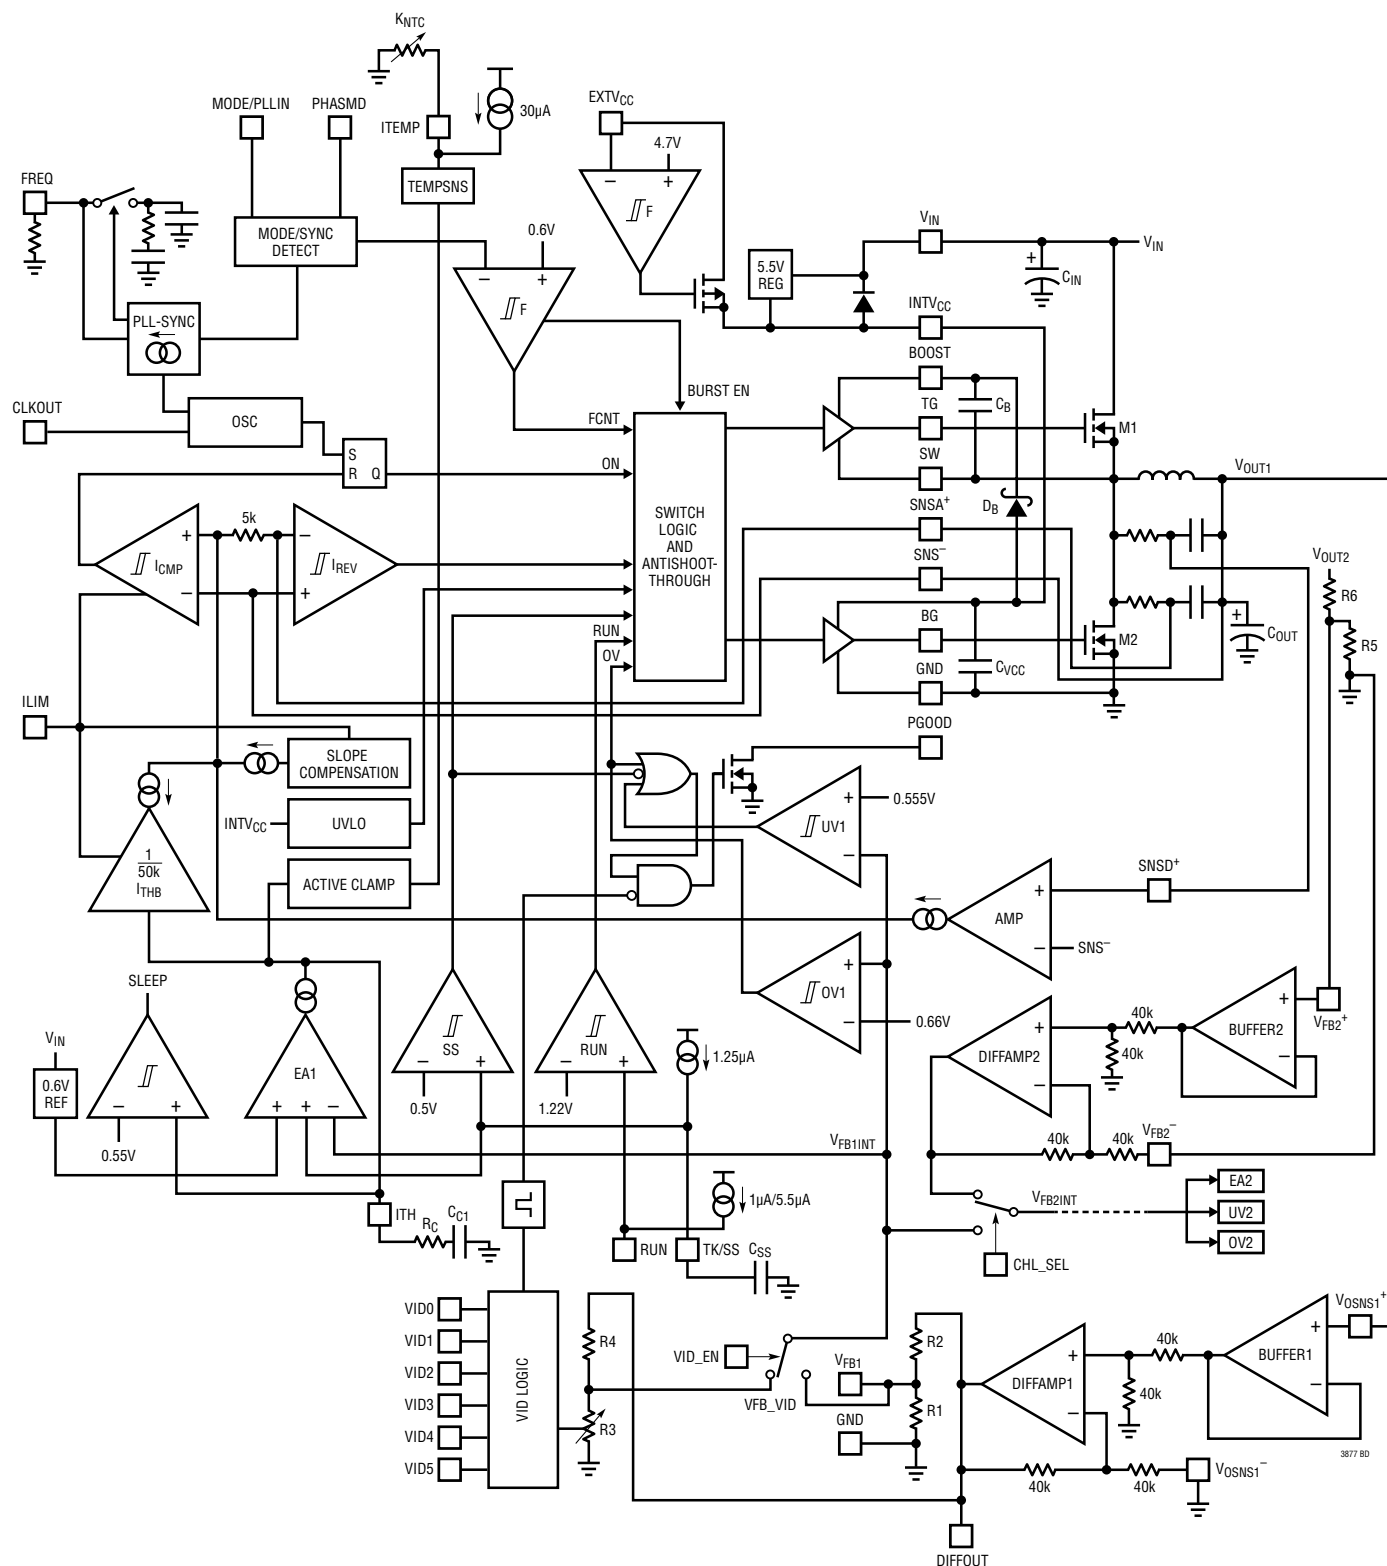 KNTC
MODE/PLLIN
PHASMD
ITEMP
30µA
EXTVCC
4.7V
FREQ
TEMPSNS
F
VIN
VIN
MODE/SYNC
DETECT
0.6V
5.5V
REG
+
CIN
−
+
−
+
F
INTVCC
PLL-SYNC
BOOST
BURST EN
CLKOUT
OSC
FCNT
TG
CB
M1
S
R
Q
ON
SW
VOUT1
SWITCH
LOGIC
AND
ANTISHOOT-
THROUGH
SNSA+
DB
5k
+
−
ICMP
−
+
IREV
SNS−
VOUT2
R6
RUN
OV
BG
M2
+
COUT
R5
GND
CVCC
ILIM
PGOOD
SLOPE
COMPENSATION
+
0.555V
INTVCC
UVLO
UV1
−
1
50k
ITHB
ACTIVE CLAMP
SNSD+
+
AMP
−
SNS−
SLEEP
+
OV1
−
0.66V
+
VFB2+
BUFFER2
−
40k
40k
+
DIFFAMP2
−
VIN
0.6V
REF
−
+
0.55V
EA1
+
+
−
SS
−
+
0.5V
RUN
−
+
1.22V
1.25µA
VFB1INT
40k
40k
VFB2−
1µA/5.5µA
VFB2INT
EA2
UV2
OV2
ITH
RC
CC1
RUN
TK/SS
CSS
CHL_SEL
VID0
VID1
VID2
VID3
VID4
VID5
VID LOGIC
R4
R3
VID_EN
VFB_VID
VFB1
GND
R2
R1
+
DIFFAMP1
−
40k
40k
+
BUFFER1
−
VOSNS1+
3877 BD
40k
40k
VOSNS1−
DIFFOUT